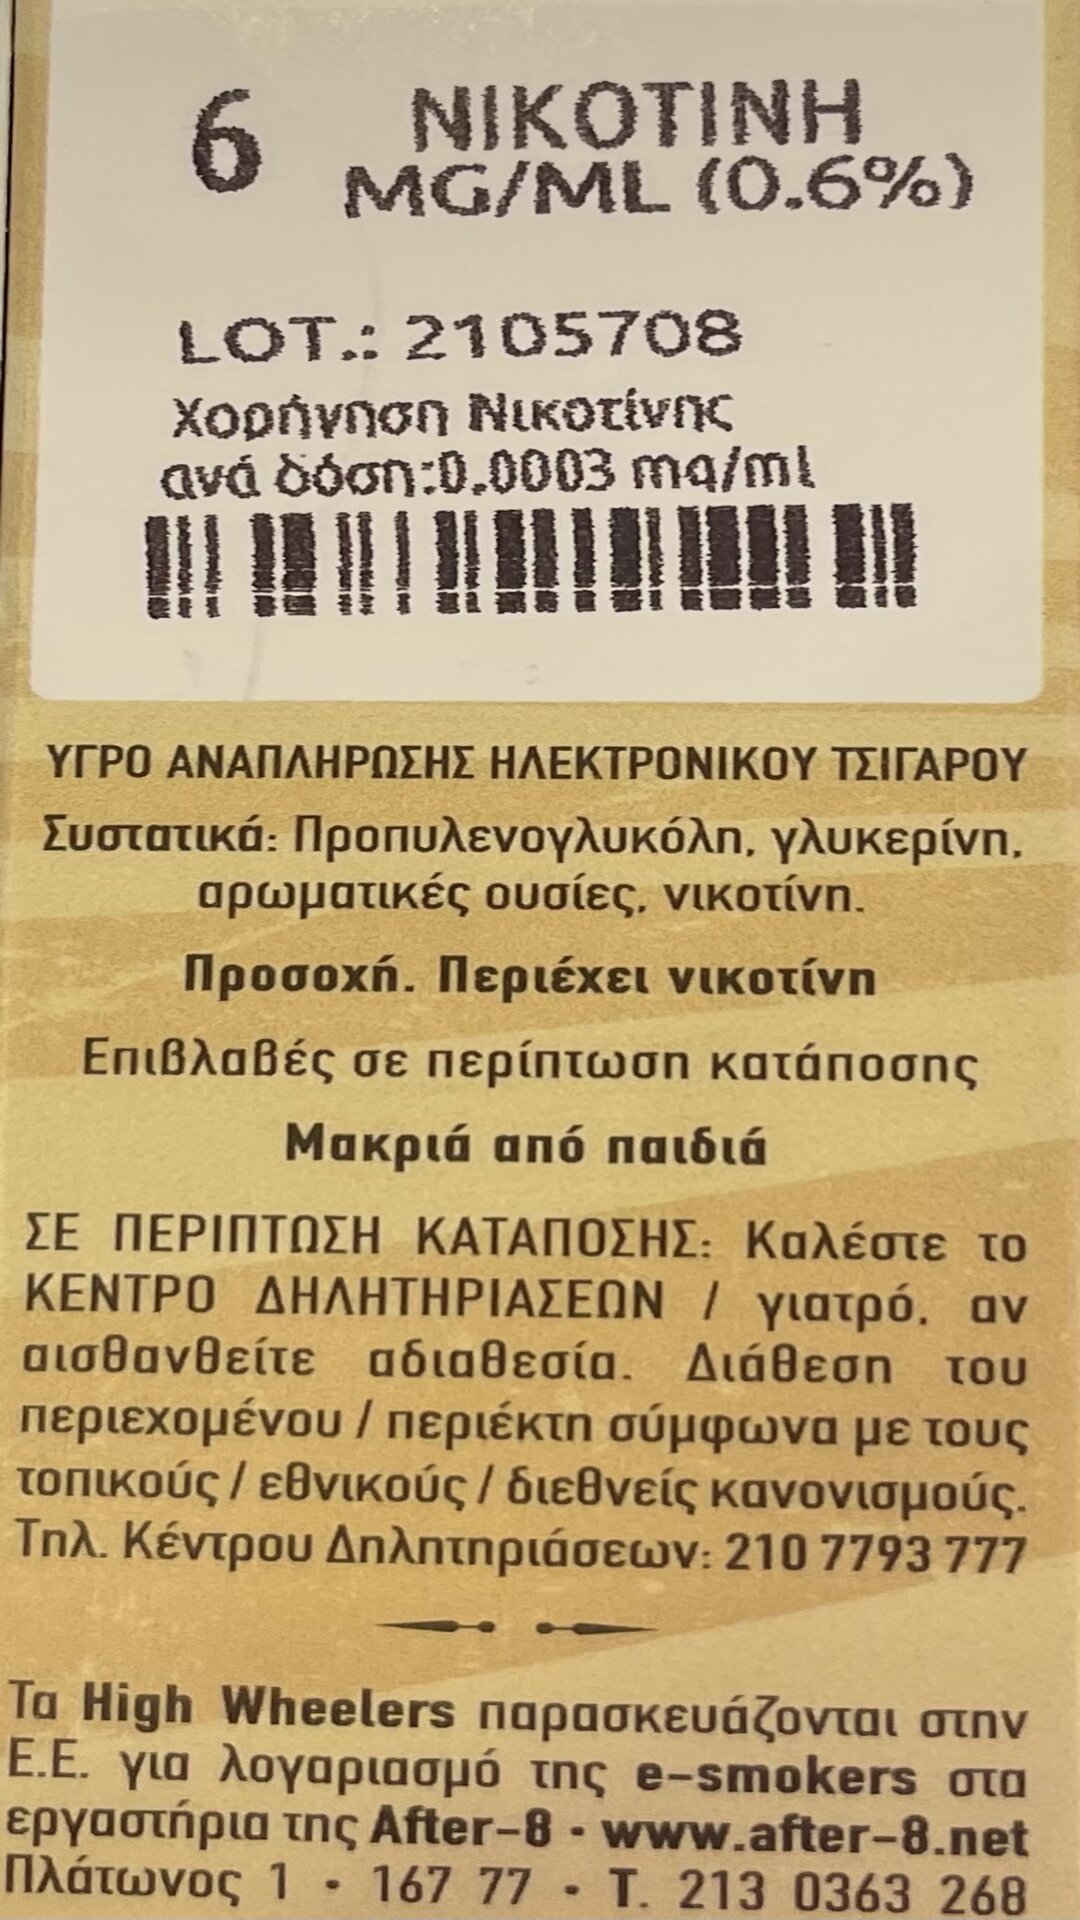 6 ΝΙΚΟΤΙΝΗ
MG/ML (0.6%)
LOT.: 2105708
Χορήγηση Νικοτίνης
ανά δόση:0.0003 mg/ml
ΥΓΡΟ ΑΝΑΠΛΗΡΩΣΗΣ ΗΛΕΚΤΡΟΝΙΚΟΥ ΤΣΙΓΑΡΟΥ
Συστατικά: Προπυλενογλυκόλη, γλυκερίνη,
αρωματικές ουσίες, νικοτίνη.
Προσοχή. Περιέχει νικοτίνη
Επιβλαβές σε περίπτωση κατάποσης
Μακριά από παιδιά
ΣΕ ΠΕΡΙΠΤΩΣΗ ΚΑΤΑΠΟΣΗΣ: Καλέστε το
ΚΕΝΤΡΟ ΔΗΛΗΤΗΡΙΑΣΕΩΝ / γιατρό, αν
αισθανθείτε αδιαθεσία. Διάθεση του
περιεχομένου / περιέκτη σύμφωνα με τους
τοπικούς / εθνικούς / διεθνείς κανονισμούς.
Τηλ. Κέντρου Δηλητηριάσεων: 210 7793 777
Τα High Wheelers παρασκευάζονται στην
Ε.Ε. για λογαριασμό της e-smokers στα
εργαστήρια της After-8 - www.after-8.net
Πλάτωνος 1 · 167 77 · Τ. 213 0363 268